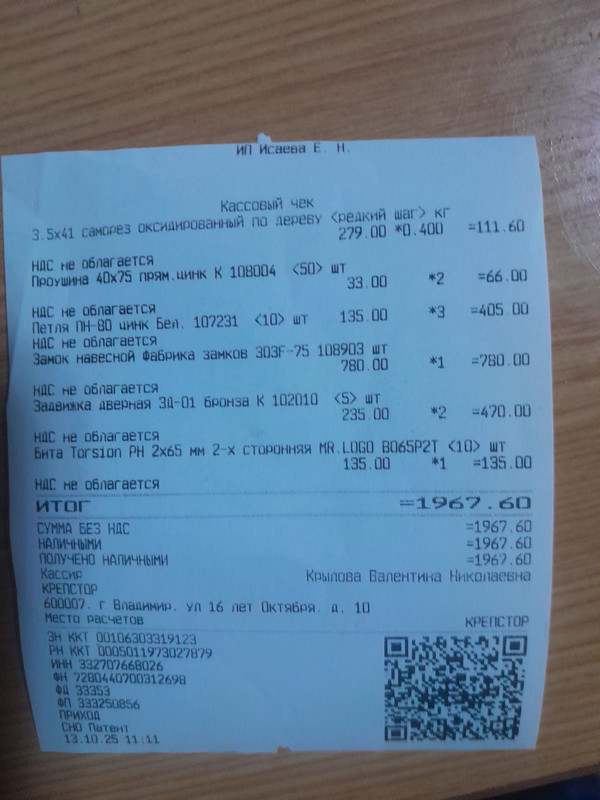 ИП Исаева Е. Н.
Кассовый чек
3.5x41 саморез оксидированный по дереву <редкий шаг> кг
279.00 *0.400 =111.60
НДС не облагается
Проушина 40x75 прям.цинк К 108004 <50> шт
33.00 *2 =66.00
НДС не облагается
Петля ПН-80 цинк Бел. 107231 <10> шт 135.00 *3 =405.00
НДС не облагается
Замок навесной Фабрика замков 303F-75 108903 шт
780.00 *1 =780.00
НДС не облагается
Задвижка дверная ЗД-01 бронза К 102010 <5> шт
235.00 *2 =470.00
НДС не облагается
Бита Torsion PH 2x65 мм 2-х сторонняя MR.LOGO B065P2T <10> шт
135.00 *1 =135.00
НДС не облагается
ИТОГ =1967.60
СУММА БЕЗ НДС =1967.60
НАЛИЧНЫМИ =1967.60
ПОЛУЧЕНО НАЛИЧНЫМИ =1967.60
Кассир Крылова Валентина Николаевна
КРЕПСТОР
600007. г Владимир. ул 16 лет Октября. д. 10
Место расчетов КРЕПСТОР
ЗН ККТ 00106303319123
РН ККТ 0005011973027879
ИНН 332707668026
ФН 7280440700312698
ФД 33353
ФП 333250856
ПРИХОД
СНО Патент
13.10.25 11:11